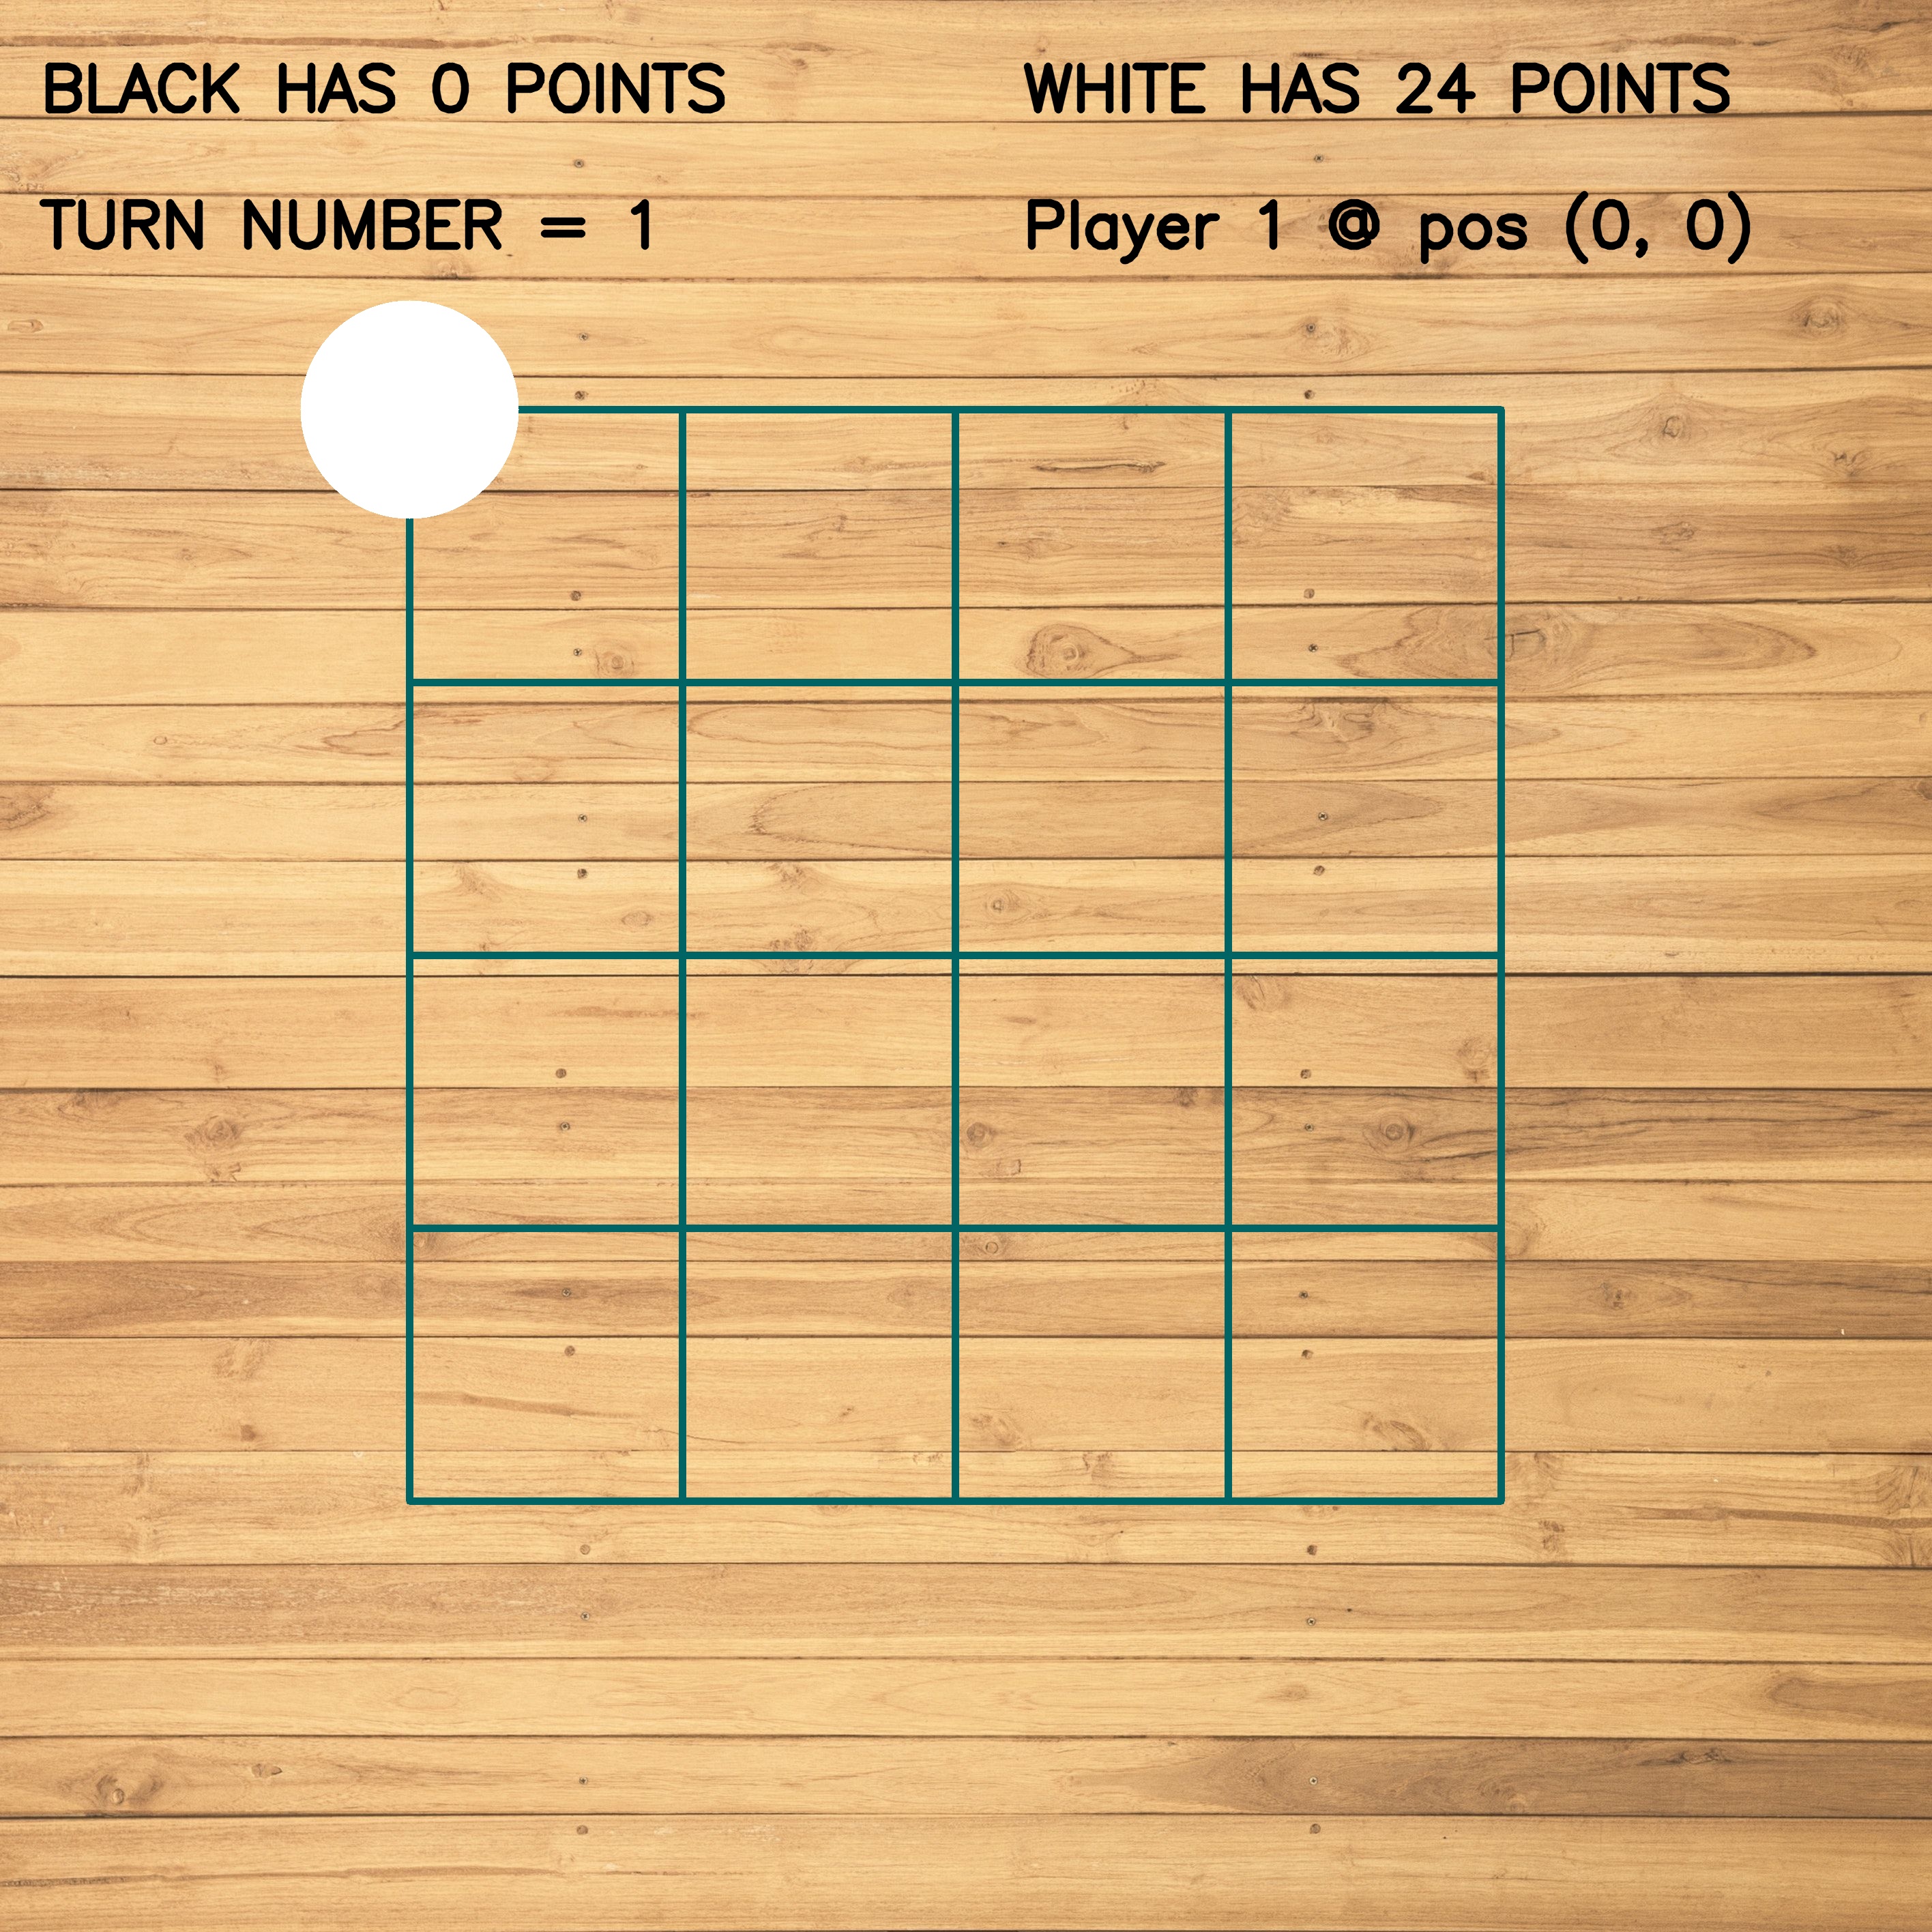 BLACK HAS 0 POINTS
WHITE HAS 24 POINTS
TURN NUMBER = 1
Player 1 @ pos (0, 0)